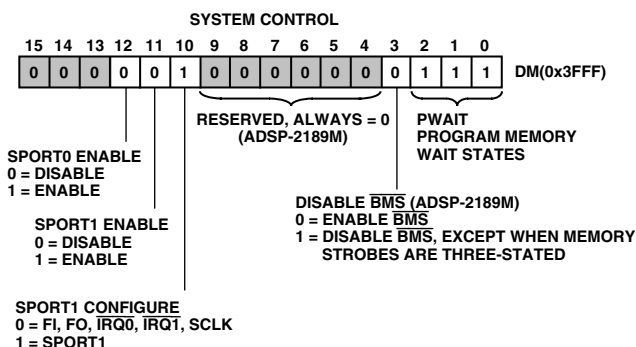 SYSTEM CONTROL
15 14 13 12 11 10 9 8 7 6 5 4 3 2 1 0
0 0 0 0 0 1 0 0 0 0 0 0 0 1 1 1 DM(0x3FFF)
RESERVED, ALWAYS = 0
(ADSP-2189M)
PWAIT
PROGRAM MEMORY
WAIT STATES
SPORT0 ENABLE
0 = DISABLE
1 = ENABLE
DISABLE BMS (ADSP-2189M)
0 = ENABLE BMS
1 = DISABLE BMS, EXCEPT WHEN MEMORY
STROBES ARE THREE-STATED
SPORT1 ENABLE
0 = DISABLE
1 = ENABLE
SPORT1 CONFIGURE
0 = FI, FO, IRQ0, IRQ1, SCLK
1 = SPORT1